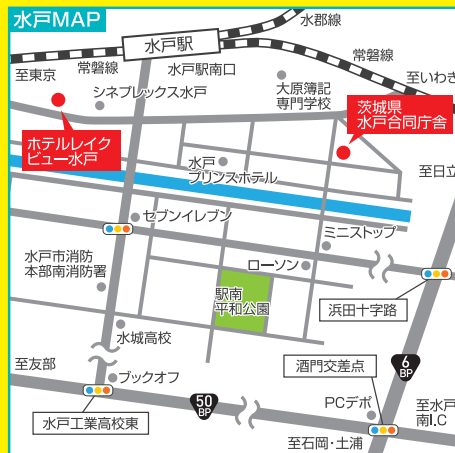 水戸MAP
水郡線
水戸駅
常磐線
常磐線
水戸駅南口
至東京
至いわき
シネプレックス水戸
大原簿記
専門学校
茨城県
水戸合同庁舎
ホテルレイク
ビュー水戸
水戸
プリンスホテル
至日立
セブンイレブン
ミニストップ
水戸市消防
本部南消防署
ローソン
駅南
平和公園
浜田十字路
水城高校
至友部
ブックオフ
酒門交差点
6
BP
50
BP
水戸工業高校東
PCデポ
至水戸
南I.C
至石岡・土浦